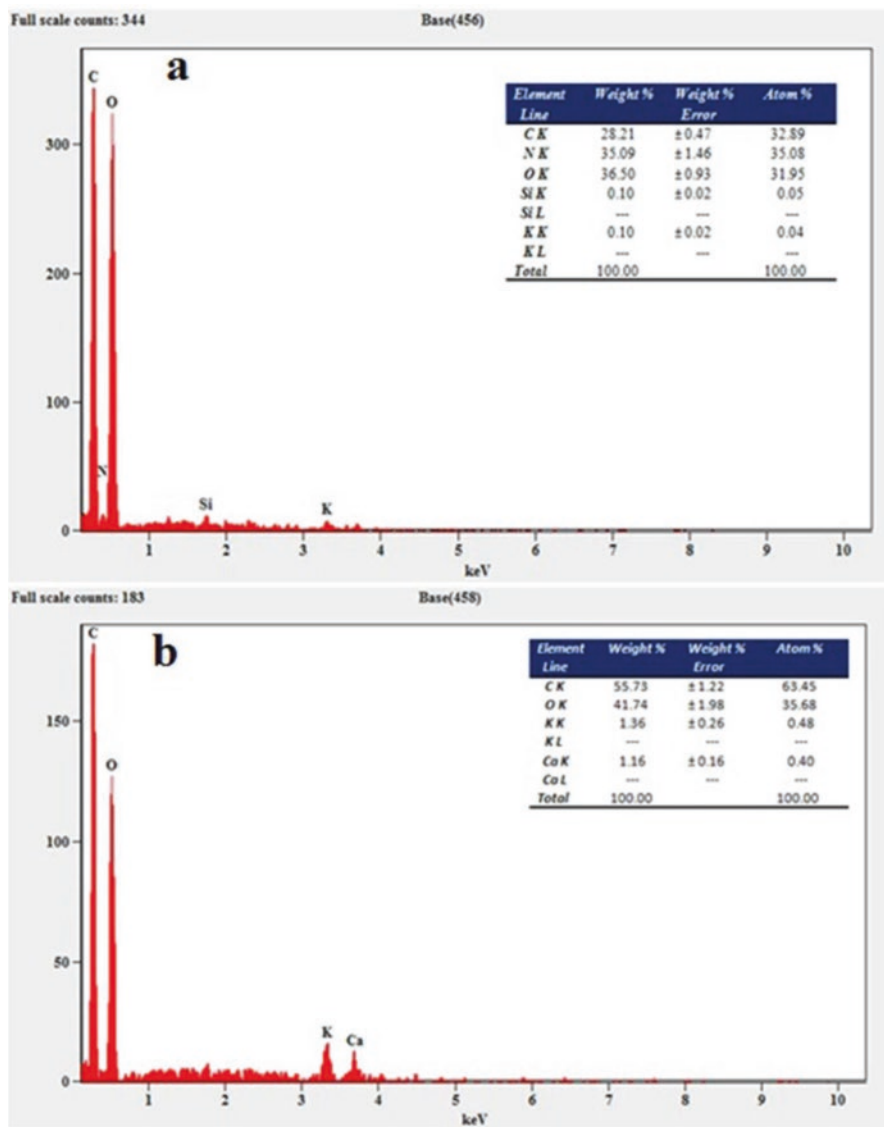 Full scale counts: 344 Base(456)
a
C
O
N
Si
K
300
200
100
0
1 2 3 4 5 6 7 8 9 10
keV
Element Line Weight % Weight % Error Atom %
C K 28.21 ±0.47 32.89
N K 35.09 ±1.46 35.08
O K 36.50 ±0.93 31.95
Si K 0.10 ±0.02 0.05
Si L --- --- ---
K K 0.10 ±0.02 0.04
K L --- --- ---
Total 100.00 100.00
Full scale counts: 183 Base(458)
b
C
O
K
Ca
150
100
50
0
1 2 3 4 5 6 7 8 9 10
keV
Element Line Weight % Weight % Error Atom %
C K 55.73 ±1.22 63.45
O K 41.74 ±1.98 35.68
K K 1.36 ±0.26 0.48
K L --- --- ---
Ca K 1.16 ±0.16 0.40
Ca L --- --- ---
Total 100.00 100.00